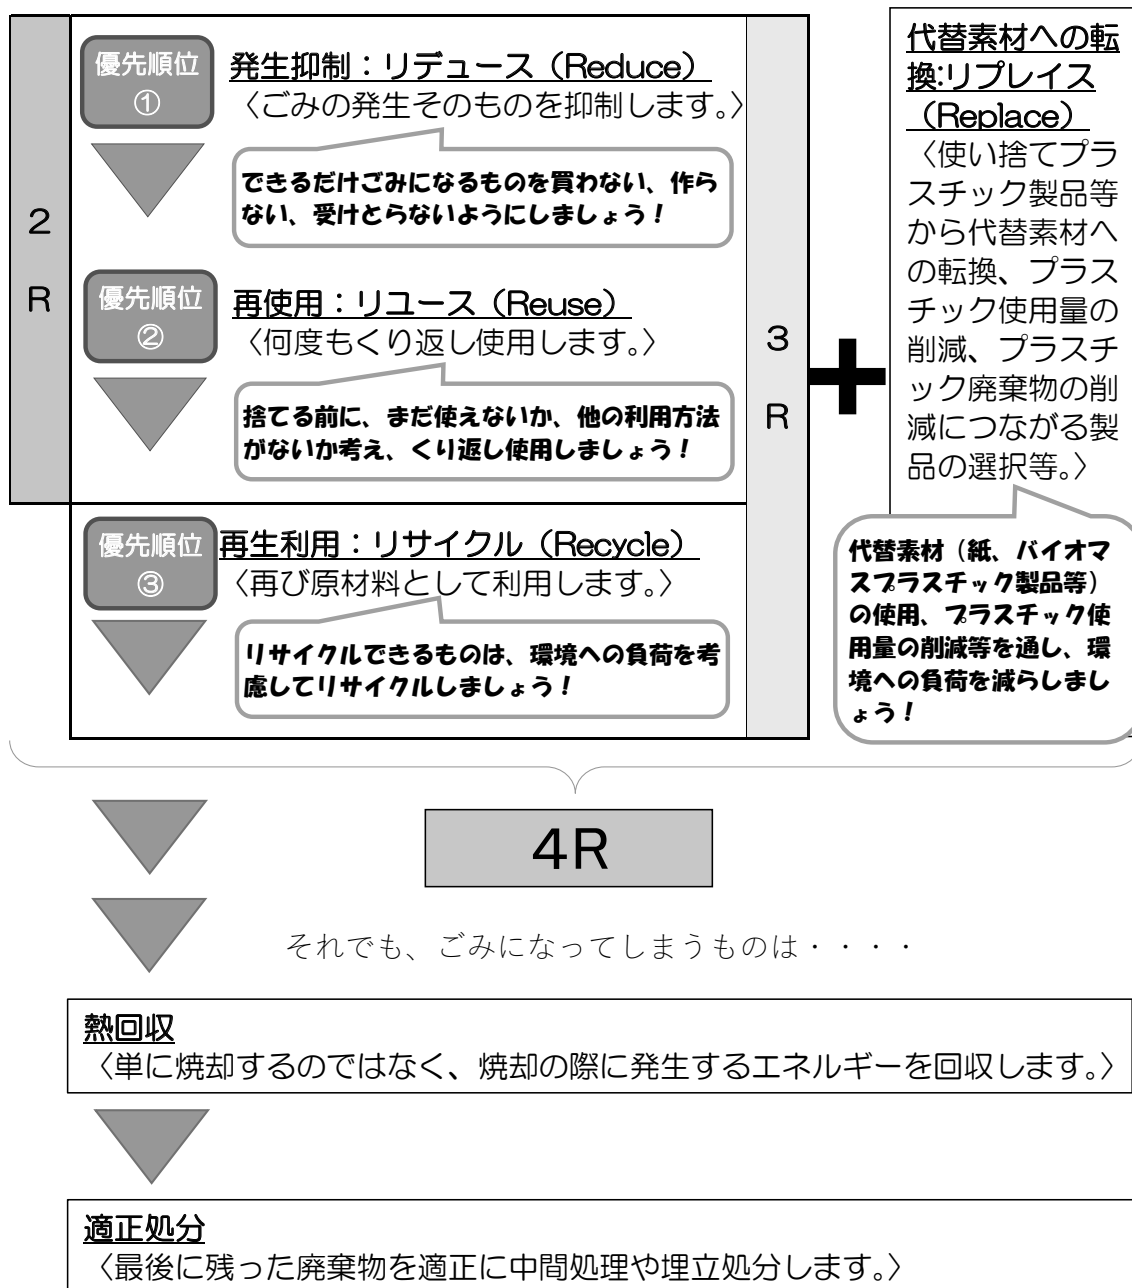 2
R
優先順位
①
発生抑制：リデュース（Reduce）
〈ごみの発生そのものを抑制します。〉
できるだけごみになるものを買わない、作ら
ない、受けとらないようにしましょう！
優先順位
②
再使用：リユース（Reuse）
〈何度もくり返し使用します。〉
捨てる前に、まだ使えないか、他の利用方法
がないか考え、くり返し使用しましょう！
優先順位
③
再生利用：リサイクル（Recycle）
〈再び原材料として利用します。〉
リサイクルできるものは、環境への負荷を考
慮してリサイクルしましょう！
3
R
代替素材への転
換:リプレイス
（Replace）
〈使い捨てプラ
スチック製品等
から代替素材へ
の転換、プラス
チック使用量の
削減、プラスチ
ック廃棄物の削
減につながる製
品の選択等。〉
代替素材（紙、バイオマ
スプラスチック製品等）
の使用、プラスチック使
用量の削減等を通し、環
境への負荷を減らしまし
ょう！
4R
それでも、ごみになってしまうものは・・・・
熱回収
〈単に焼却するのではなく、焼却の際に発生するエネルギーを回収します。〉
適正処分
〈最後に残った廃棄物を適正に中間処理や埋立処分します。〉